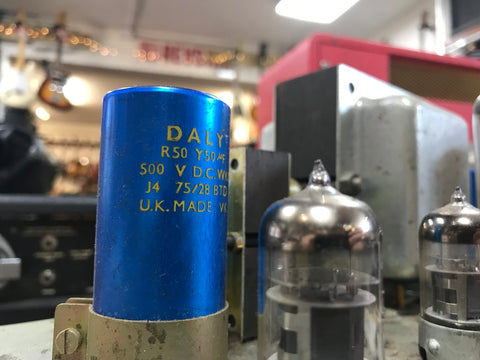 DALY
R50 Y50
500 V D.C.W
J4 75/28 BTD
U.K. MADE